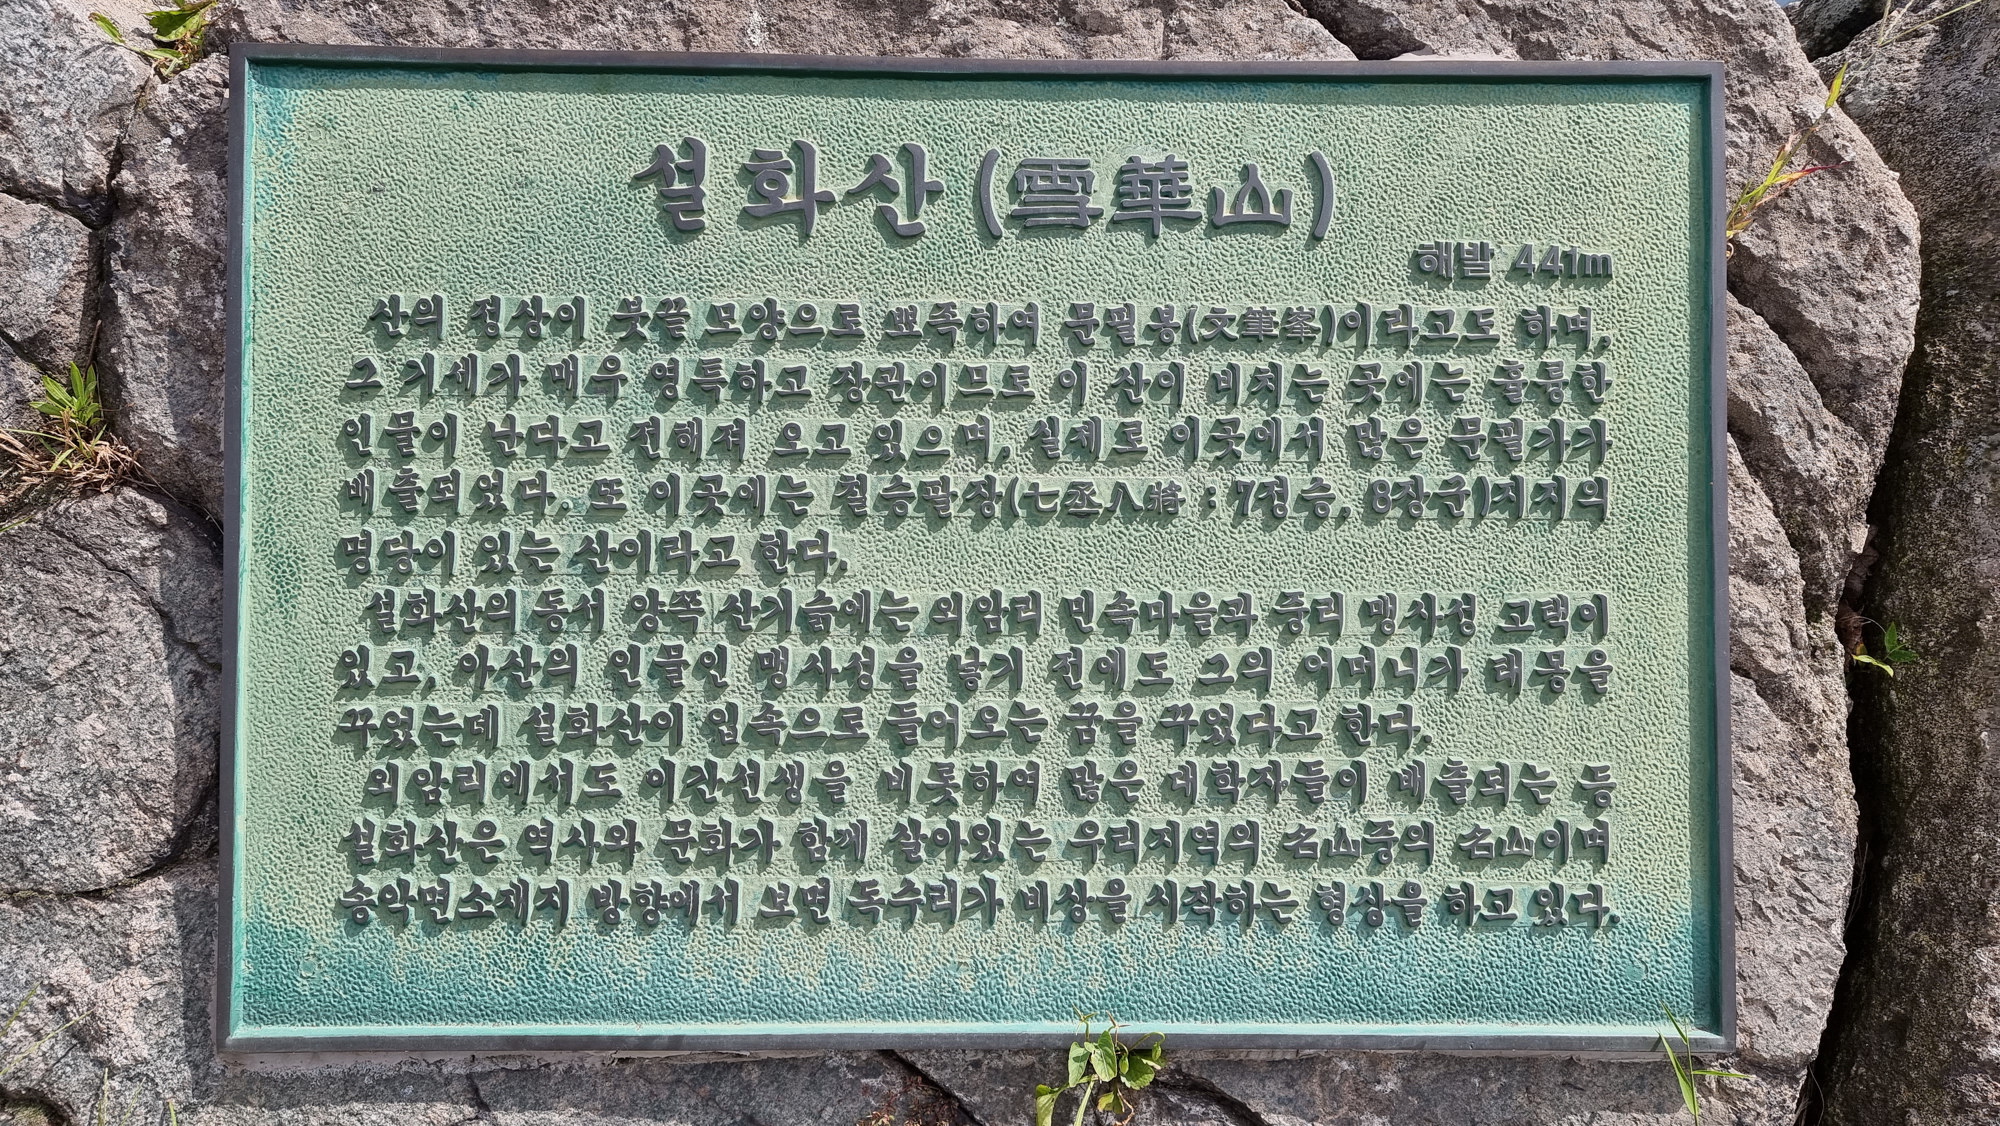 설화산(雪華山)
해발 441m
산의 정상이 붓끝 모양으로 뾰족하여 문필봉(文筆峯)이라고도 하며,
그 기세가 매우 영특하고 장관이므로 이 산이 비치는 곳에는 훌륭한
인물이 난다고 전해져 오고 있으며, 실제로 이곳에서 많은 문필가가
배출되었다. 또 이곳에는 칠승팔장(七丞八將 : 7정승, 8장군)지지의
명당이 있는 산이라고 한다.
설화산의 동서 양쪽 산기슭에는 외암리 민속마을과 중리 맹사성 고택이
있고, 아산의 인물인 맹사성을 낳기 전에도 그의 어머니가 태몽을
꾸었는데 설화산이 입속으로 들어오는 꿈을 꾸었다고 한다.
외암리에서도 이간선생을 비롯하여 많은 대학자들이 배출되는 등
설화산은 역사와 문화가 함께 살아있는 우리지역의 名山중의 名山이며
송악면소재지 방향에서 보면 독수리가 비상을 시작하는 형상을 하고 있다.